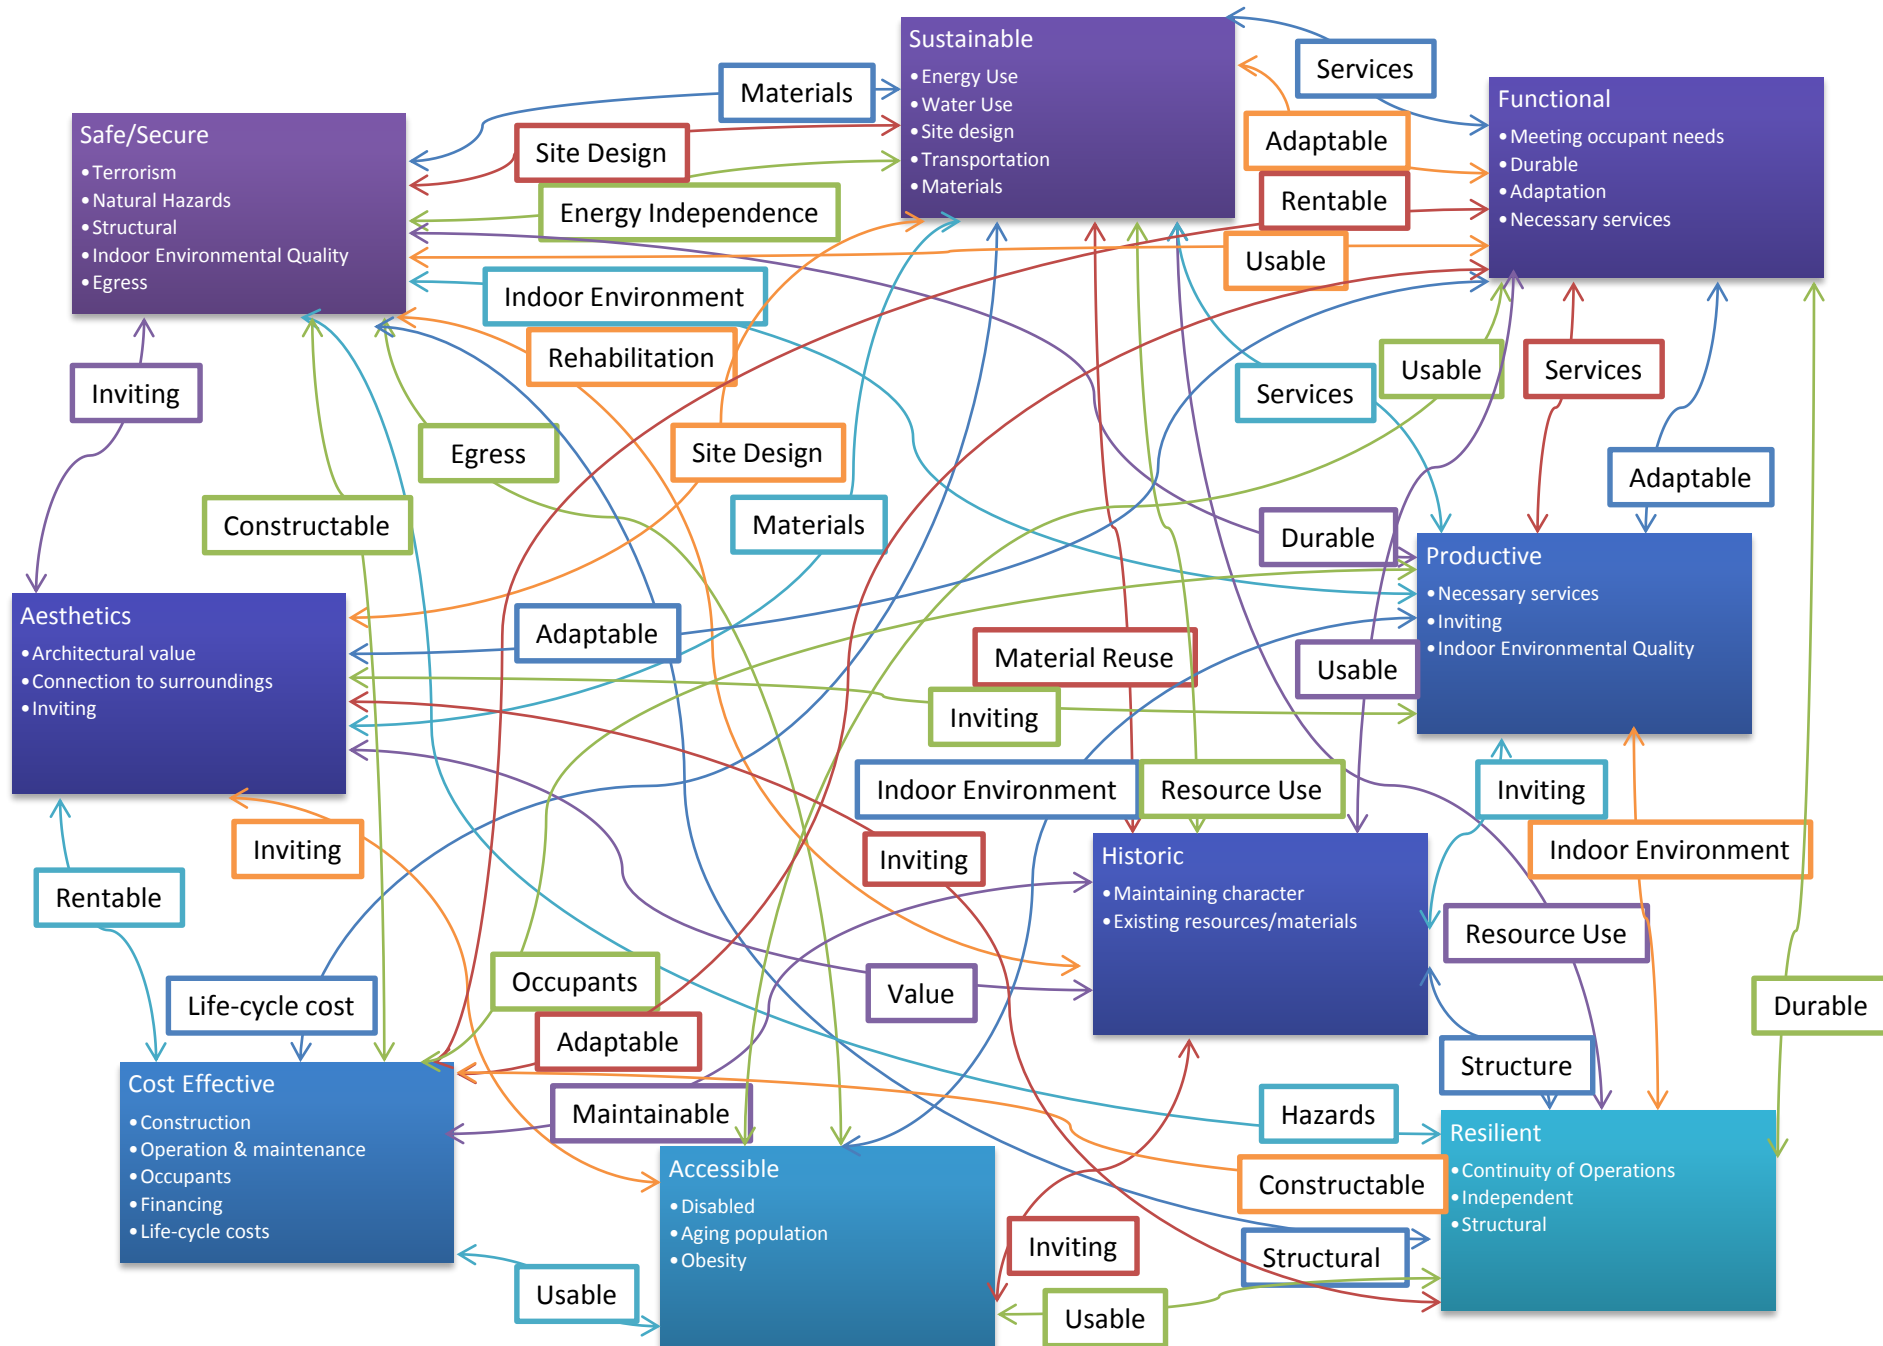 Sustainable
•Energy Use
•Water Use
•Site design
•Transportation
•Materials
Services
Functional
•Meeting occupant needs
•Durable
•Adaptation
•Necessary services
Materials
Safe/Secure
•Terrorism
•Natural Hazards
•Structural
•Indoor Environmental Quality
•Egress
Site Design
Adaptable
Energy Independence
Rentable
Usable
Indoor Environment
Rehabilitation
Inviting
Services
Usable
Services
Egress
Site Design
Adaptable
Constructable
Materials
Durable
Productive
•Necessary services
•Inviting
•Indoor Environmental Quality
Aesthetics
•Architectural value
•Connection to surroundings
•Inviting
Adaptable
Material Reuse
Usable
Inviting
Indoor Environment
Resource Use
Inviting
Inviting
Inviting
Indoor Environment
Historic
•Maintaining character
•Existing resources/materials
Rentable
Resource Use
Occupants
Value
Life-cycle cost
Durable
Adaptable
Structure
Cost Effective
•Construction
•Operation & maintenance
•Occupants
•Financing
•Life-cycle costs
Maintainable
Hazards
Resilient
•Continuity of Operations
•Independent
•Structural
Accessible
•Disabled
•Aging population
•Obesity
Constructable
Inviting
Structural
Usable
Usable